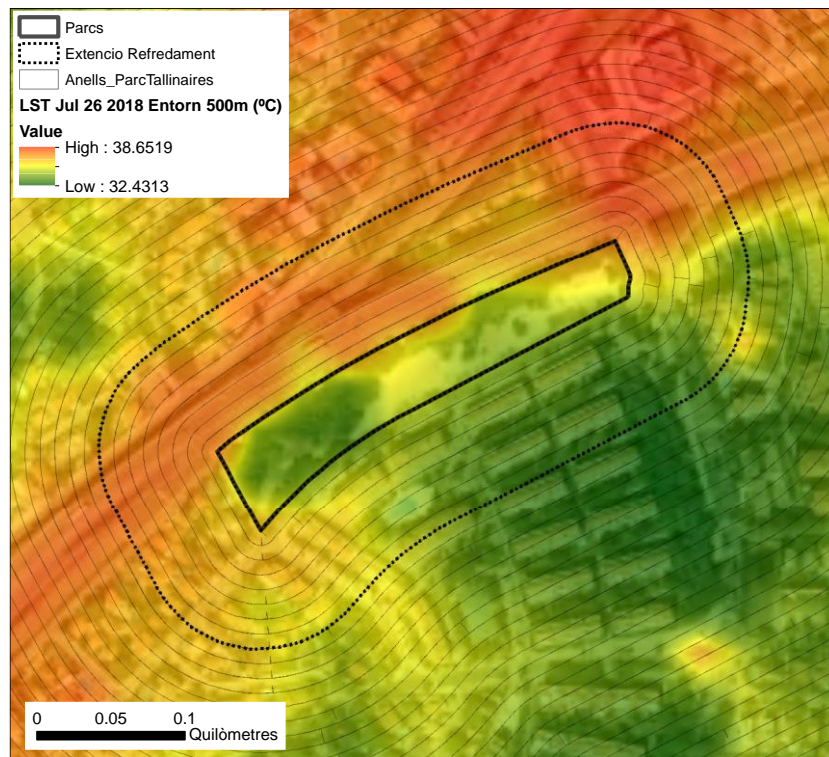 Parcs
Extencio Refredament
Anells_ParcTallinaires
LST Jul 26 2018 Entorn 500m (ºC)
Value
High : 38.6519
Low : 32.4313
0 0.05 0.1
Quilòmetres